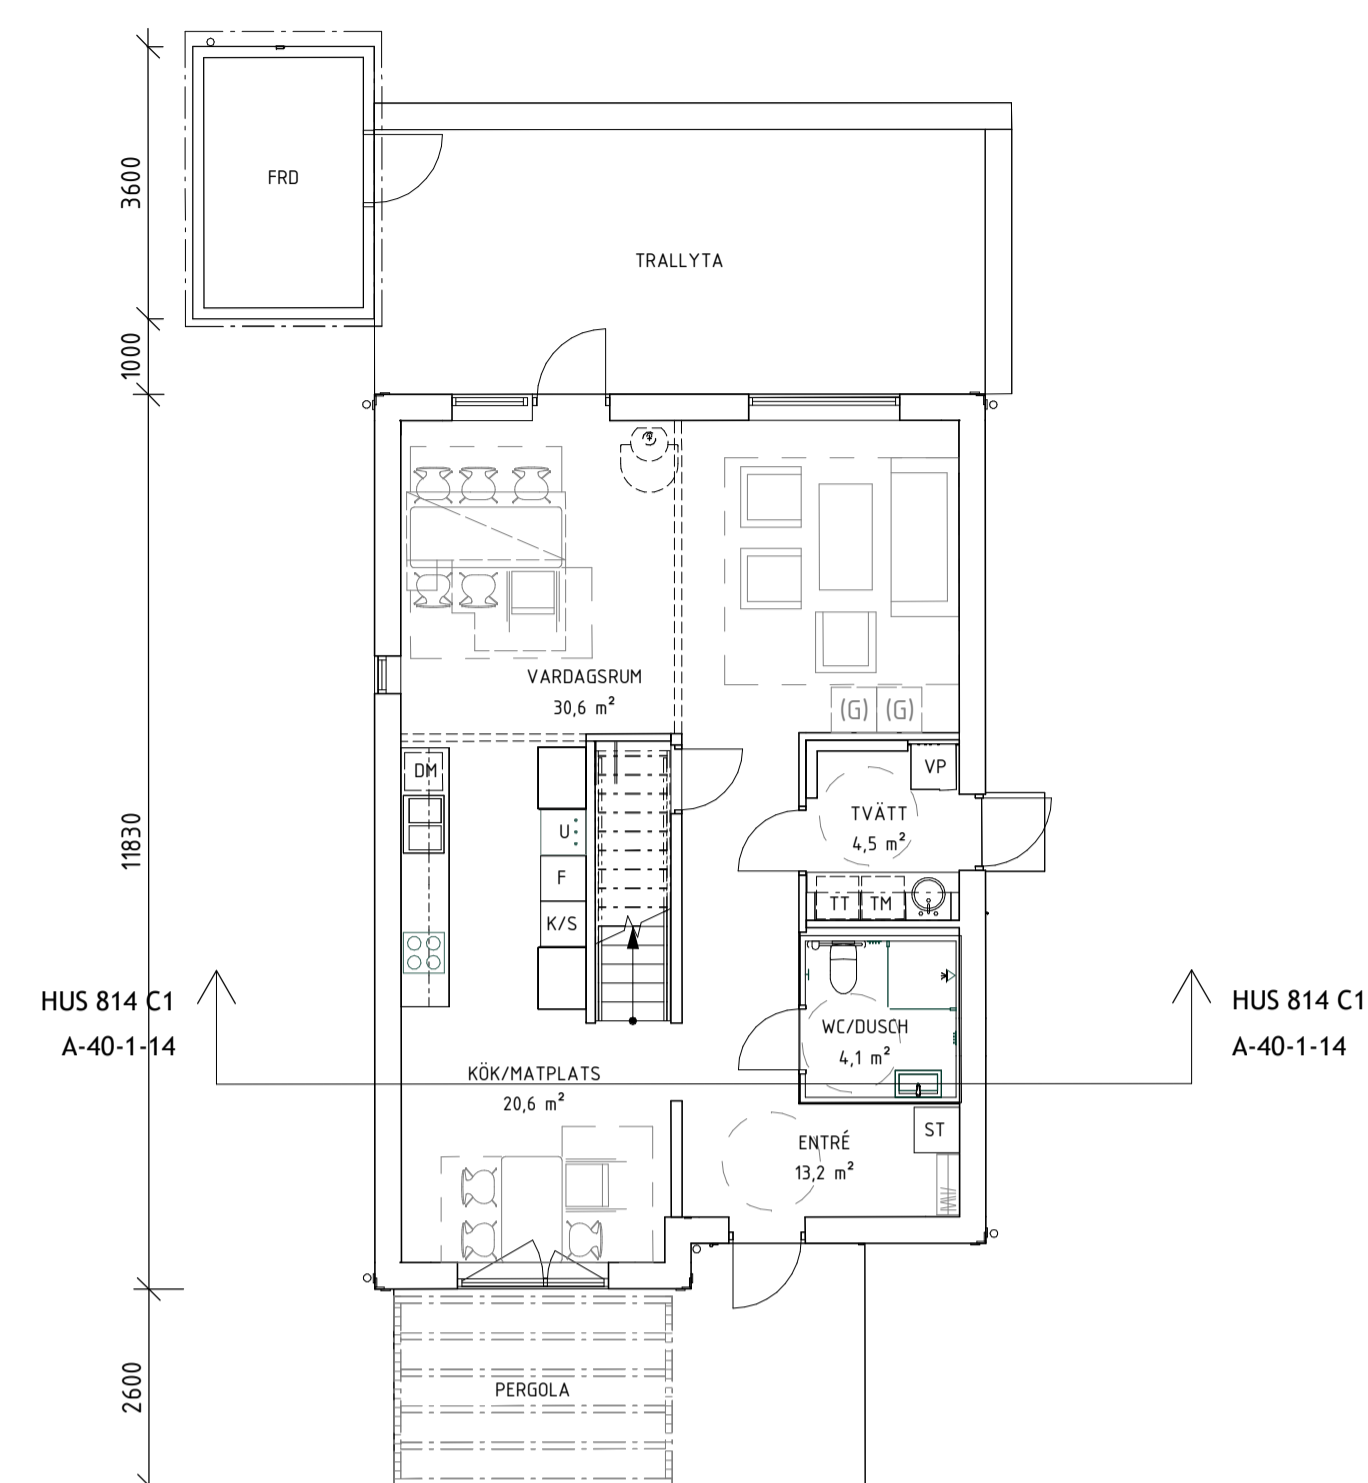 3600
FRD
TRALLYTA
1000
VARDAGSRUM
30,6 m²
(G) (G)
DM
VP
TVÄTT
4,5 m²
11830
U
F
K/S
TT TM
HUS 814 C1
A-40-1-14
WC/DUSCH
4,1 m²
HUS 814 C1
A-40-1-14
KÖK/MATPLATS
20,6 m²
ST
ENTRÉ
13,2 m²
2600
PERGOLA